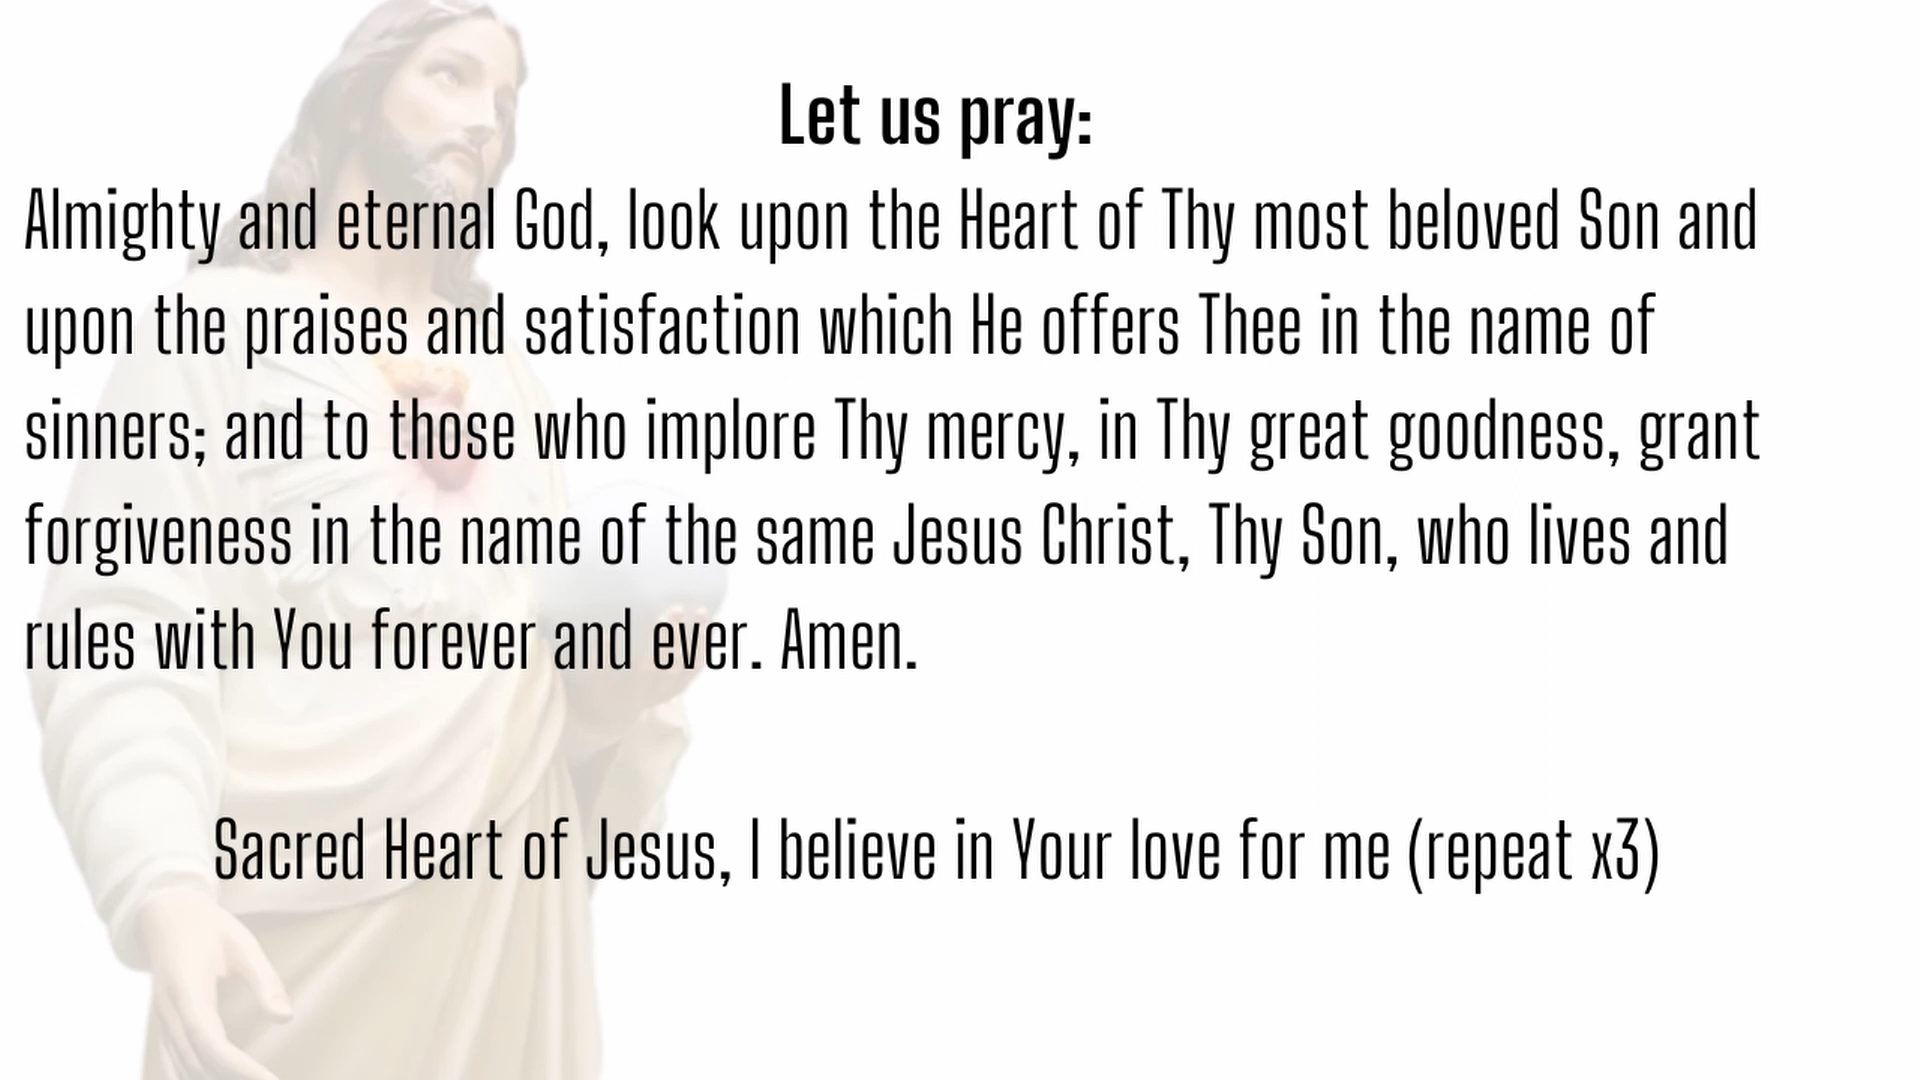 Let us pray:
Almighty and eternal God, look upon the Heart of Thy most beloved Son and
upon the praises and satisfaction which He offers Thee in the name of
sinners; and to those who implore Thy mercy, in Thy great goodness, grant
forgiveness in the name of the same Jesus Christ, Thy Son, who lives and
rules with You forever and ever. Amen.
Sacred Heart of Jesus, I believe in Your love for me (repeat x3)